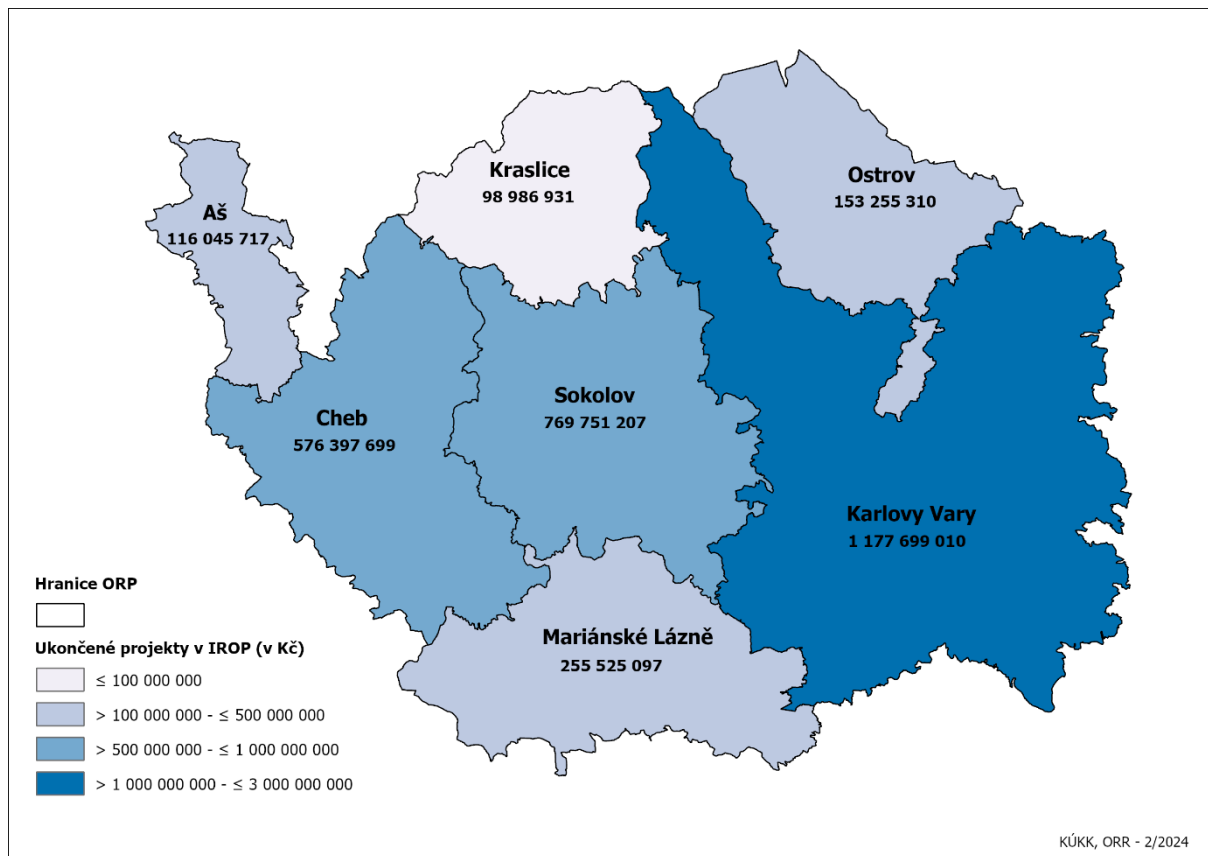 Kraslice
98 986 931
Ostrov
153 255 310
Aš
116 045 717
Sokolov
769 751 207
Cheb
576 397 699
Karlovy Vary
1 177 699 010
Mariánské Lázně
255 525 097
Hranice ORP
Ukončené projekty v IROP (v Kč)
≤ 100 000 000
> 100 000 000 - ≤ 500 000 000
> 500 000 000 - ≤ 1 000 000 000
> 1 000 000 000 - ≤ 3 000 000 000
KÚKK, ORR - 2/2024